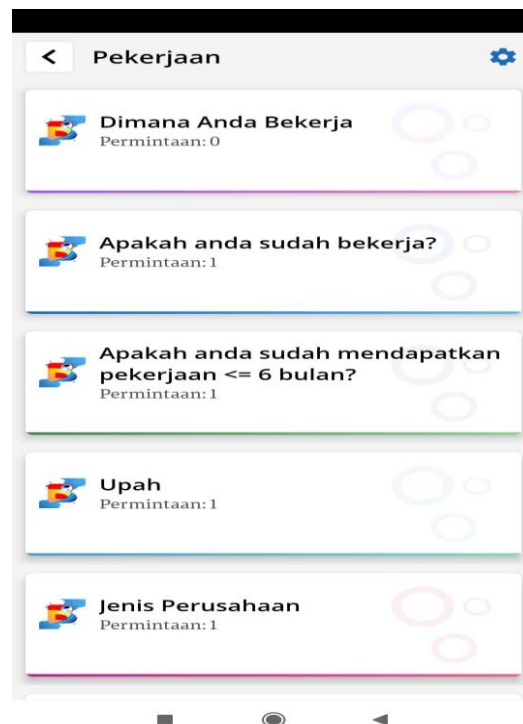 Pekerjaan
Dimana Anda Bekerja
Permintaan: 0
Apakah anda sudah bekerja?
Permintaan: 1
Apakah anda sudah mendapatkan
pekerjaan <= 6 bulan?
Permintaan: 1
Upah
Permintaan: 1
Jenis Perusahaan
Permintaan: 1